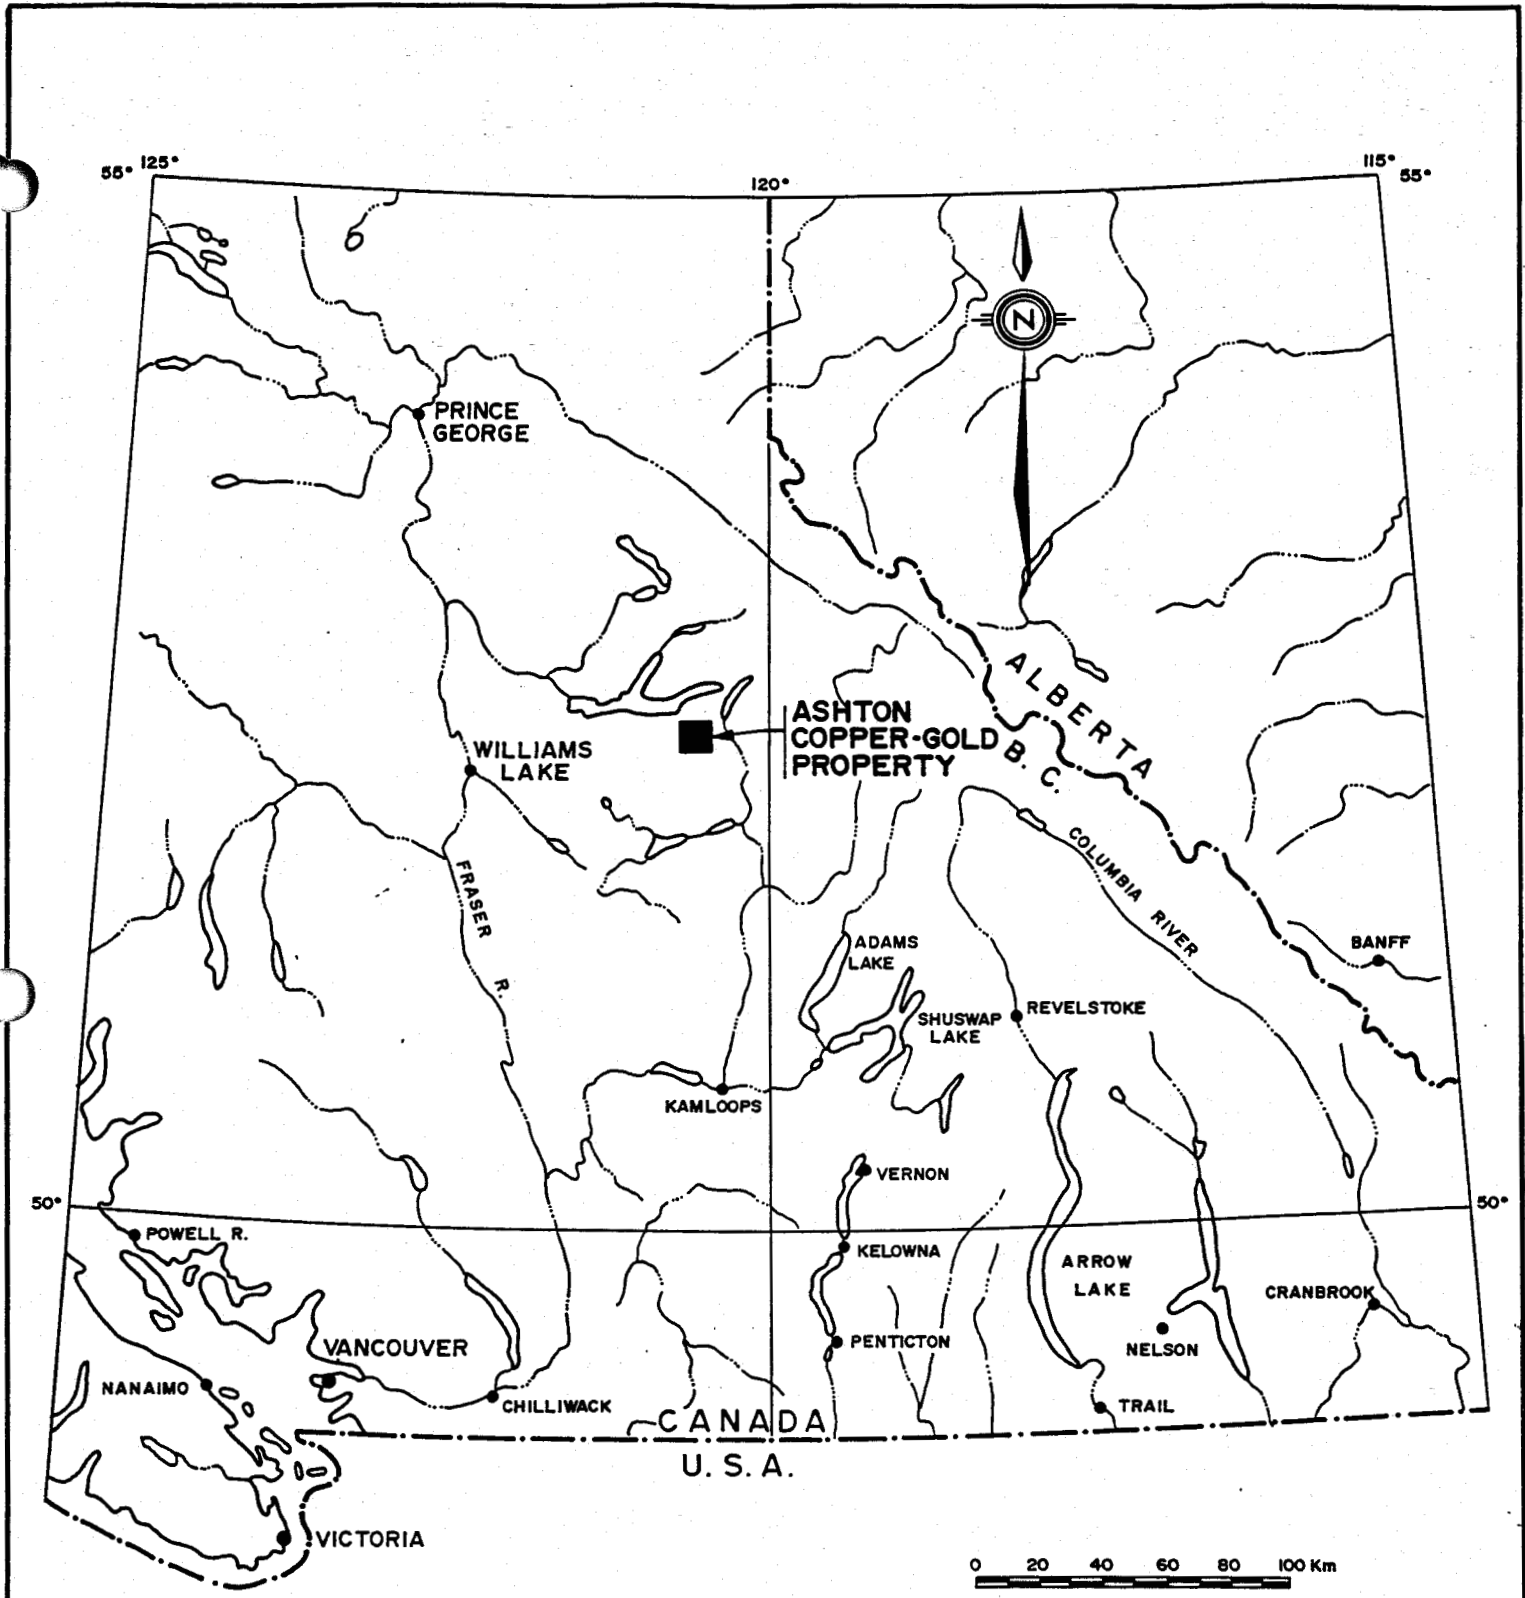 55° 125°
120°
115° 55°
N
PRINCE
GEORGE
ALBERTA
B. C.
ASHTON
COPPER-GOLD
PROPERTY
WILLIAMS
LAKE
FRASER R.
COLUMBIA RIVER
ADAMS
LAKE
BANFF
SHUSWAP
LAKE
REVELSTOKE
KAMLOOPS
VERNON
50°
50°
POWELL R.
KELOWNA
ARROW
LAKE
CRANBROOK
VANCOUVER
PENTICTON
NELSON
NANAIMO
CHILLIWACK
TRAIL
CANADA
U. S. A.
VICTORIA
0 20 40 60 80 100 Km